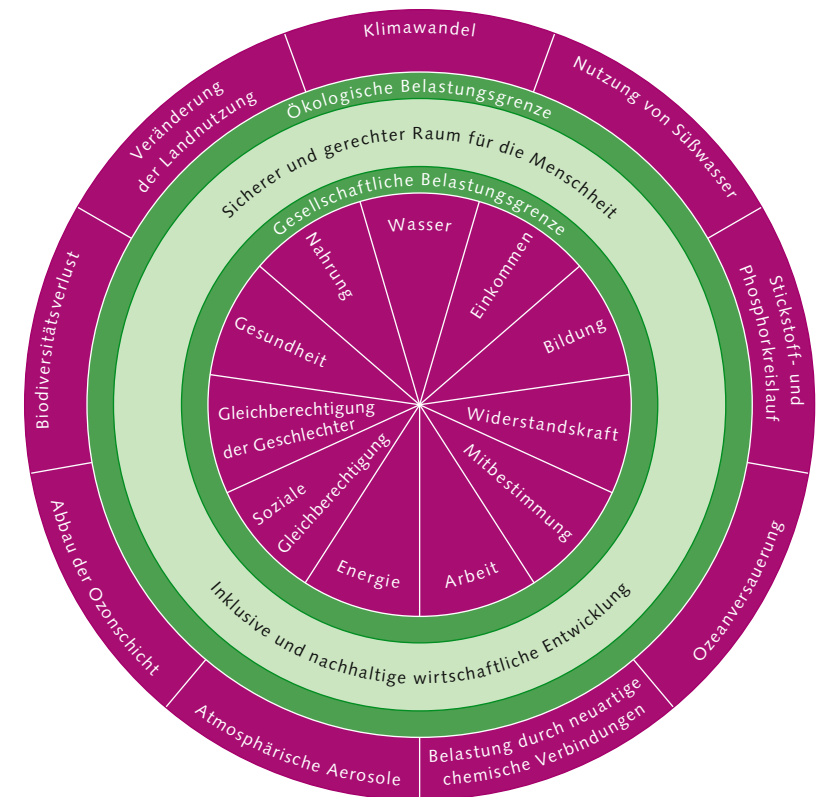 Klimawandel
Nutzung von Süßwasser
Stickstoff- und
Phosphorkreislauf
Ozeanversauerung
Belastung durch neuartige
chemische Verbindungen
Atmosphärische Aerosole
Abbau der Ozonschicht
Biodiversitätsverlust
Veränderung
der Landnutzung
Ökologische Belastungsgrenze
Sicherer und gerechter Raum für die Menschheit
Gesellschaftliche Belastungsgrenze
Wasser
Einkommen
Bildung
Widerstandskraft
Mitbestimmung
Arbeit
Energie
Soziale
Gleichberechtigung
Gleichberechtigung
der Geschlechter
Gesundheit
Nahrung
Inklusive und nachhaltige wirtschaftliche Entwicklung